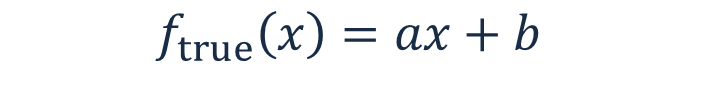 f_true(x) = ax + b